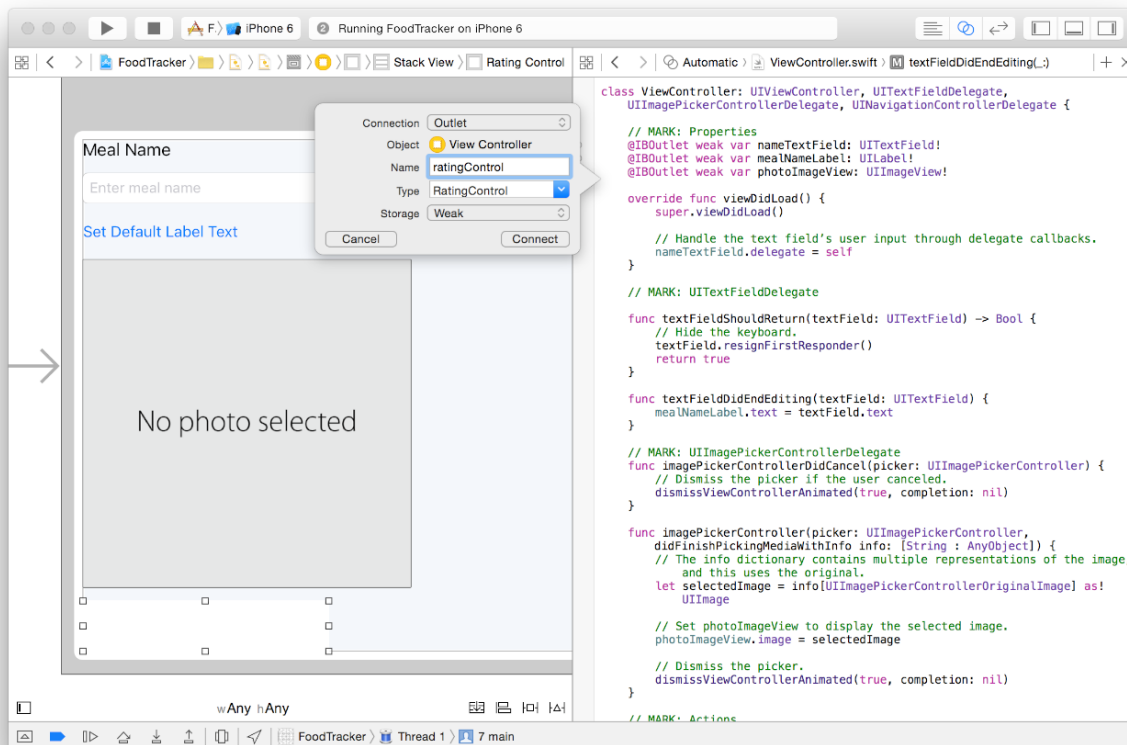 F. iPhone 6
2 Running FoodTracker on iPhone 6
FoodTracker Stack View Rating Control
Automatic ViewController.swift M textFieldDidEndEditing(_:)
Connection Outlet
Object View Controller
Name ratingControl
Type RatingControl
Storage Weak
Cancel Connect
Meal Name
Enter meal name
Set Default Label Text
No photo selected
wAny hAny
class ViewController: UIViewController, UITextFieldDelegate,
UIImagePickerControllerDelegate, UINavigationControllerDelegate {
// MARK: Properties
@IBOutlet weak var nameTextField: UITextField!
@IBOutlet weak var mealNameLabel: UILabel!
@IBOutlet weak var photoImageView: UIImageView!
override func viewDidLoad() {
super.viewDidLoad()
// Handle the text field’s user input through delegate callbacks.
nameTextField.delegate = self
}
// MARK: UITextFieldDelegate
func textFieldShouldReturn(textField: UITextField) -> Bool {
// Hide the keyboard.
textField.resignFirstResponder()
return true
}
func textFieldDidEndEditing(textField: UITextField) {
mealNameLabel.text = textField.text
}
// MARK: UIImagePickerControllerDelegate
func imagePickerControllerDidCancel(picker: UIImagePickerController) {
// Dismiss the picker if the user canceled.
dismissViewControllerAnimated(true, completion: nil)
}
func imagePickerController(picker: UIImagePickerController,
didFinishPickingMediaWithInfo info: [String : AnyObject]) {
// The info dictionary contains multiple representations of the image
and this uses the original.
let selectedImage = info[UIImagePickerControllerOriginalImage] as!
UIImage
// Set photoImageView to display the selected image.
photoImageView.image = selectedImage
// Dismiss the picker.
dismissViewControllerAnimated(true, completion: nil)
}
// MARK: Actions
FoodTracker Thread 1 7 main